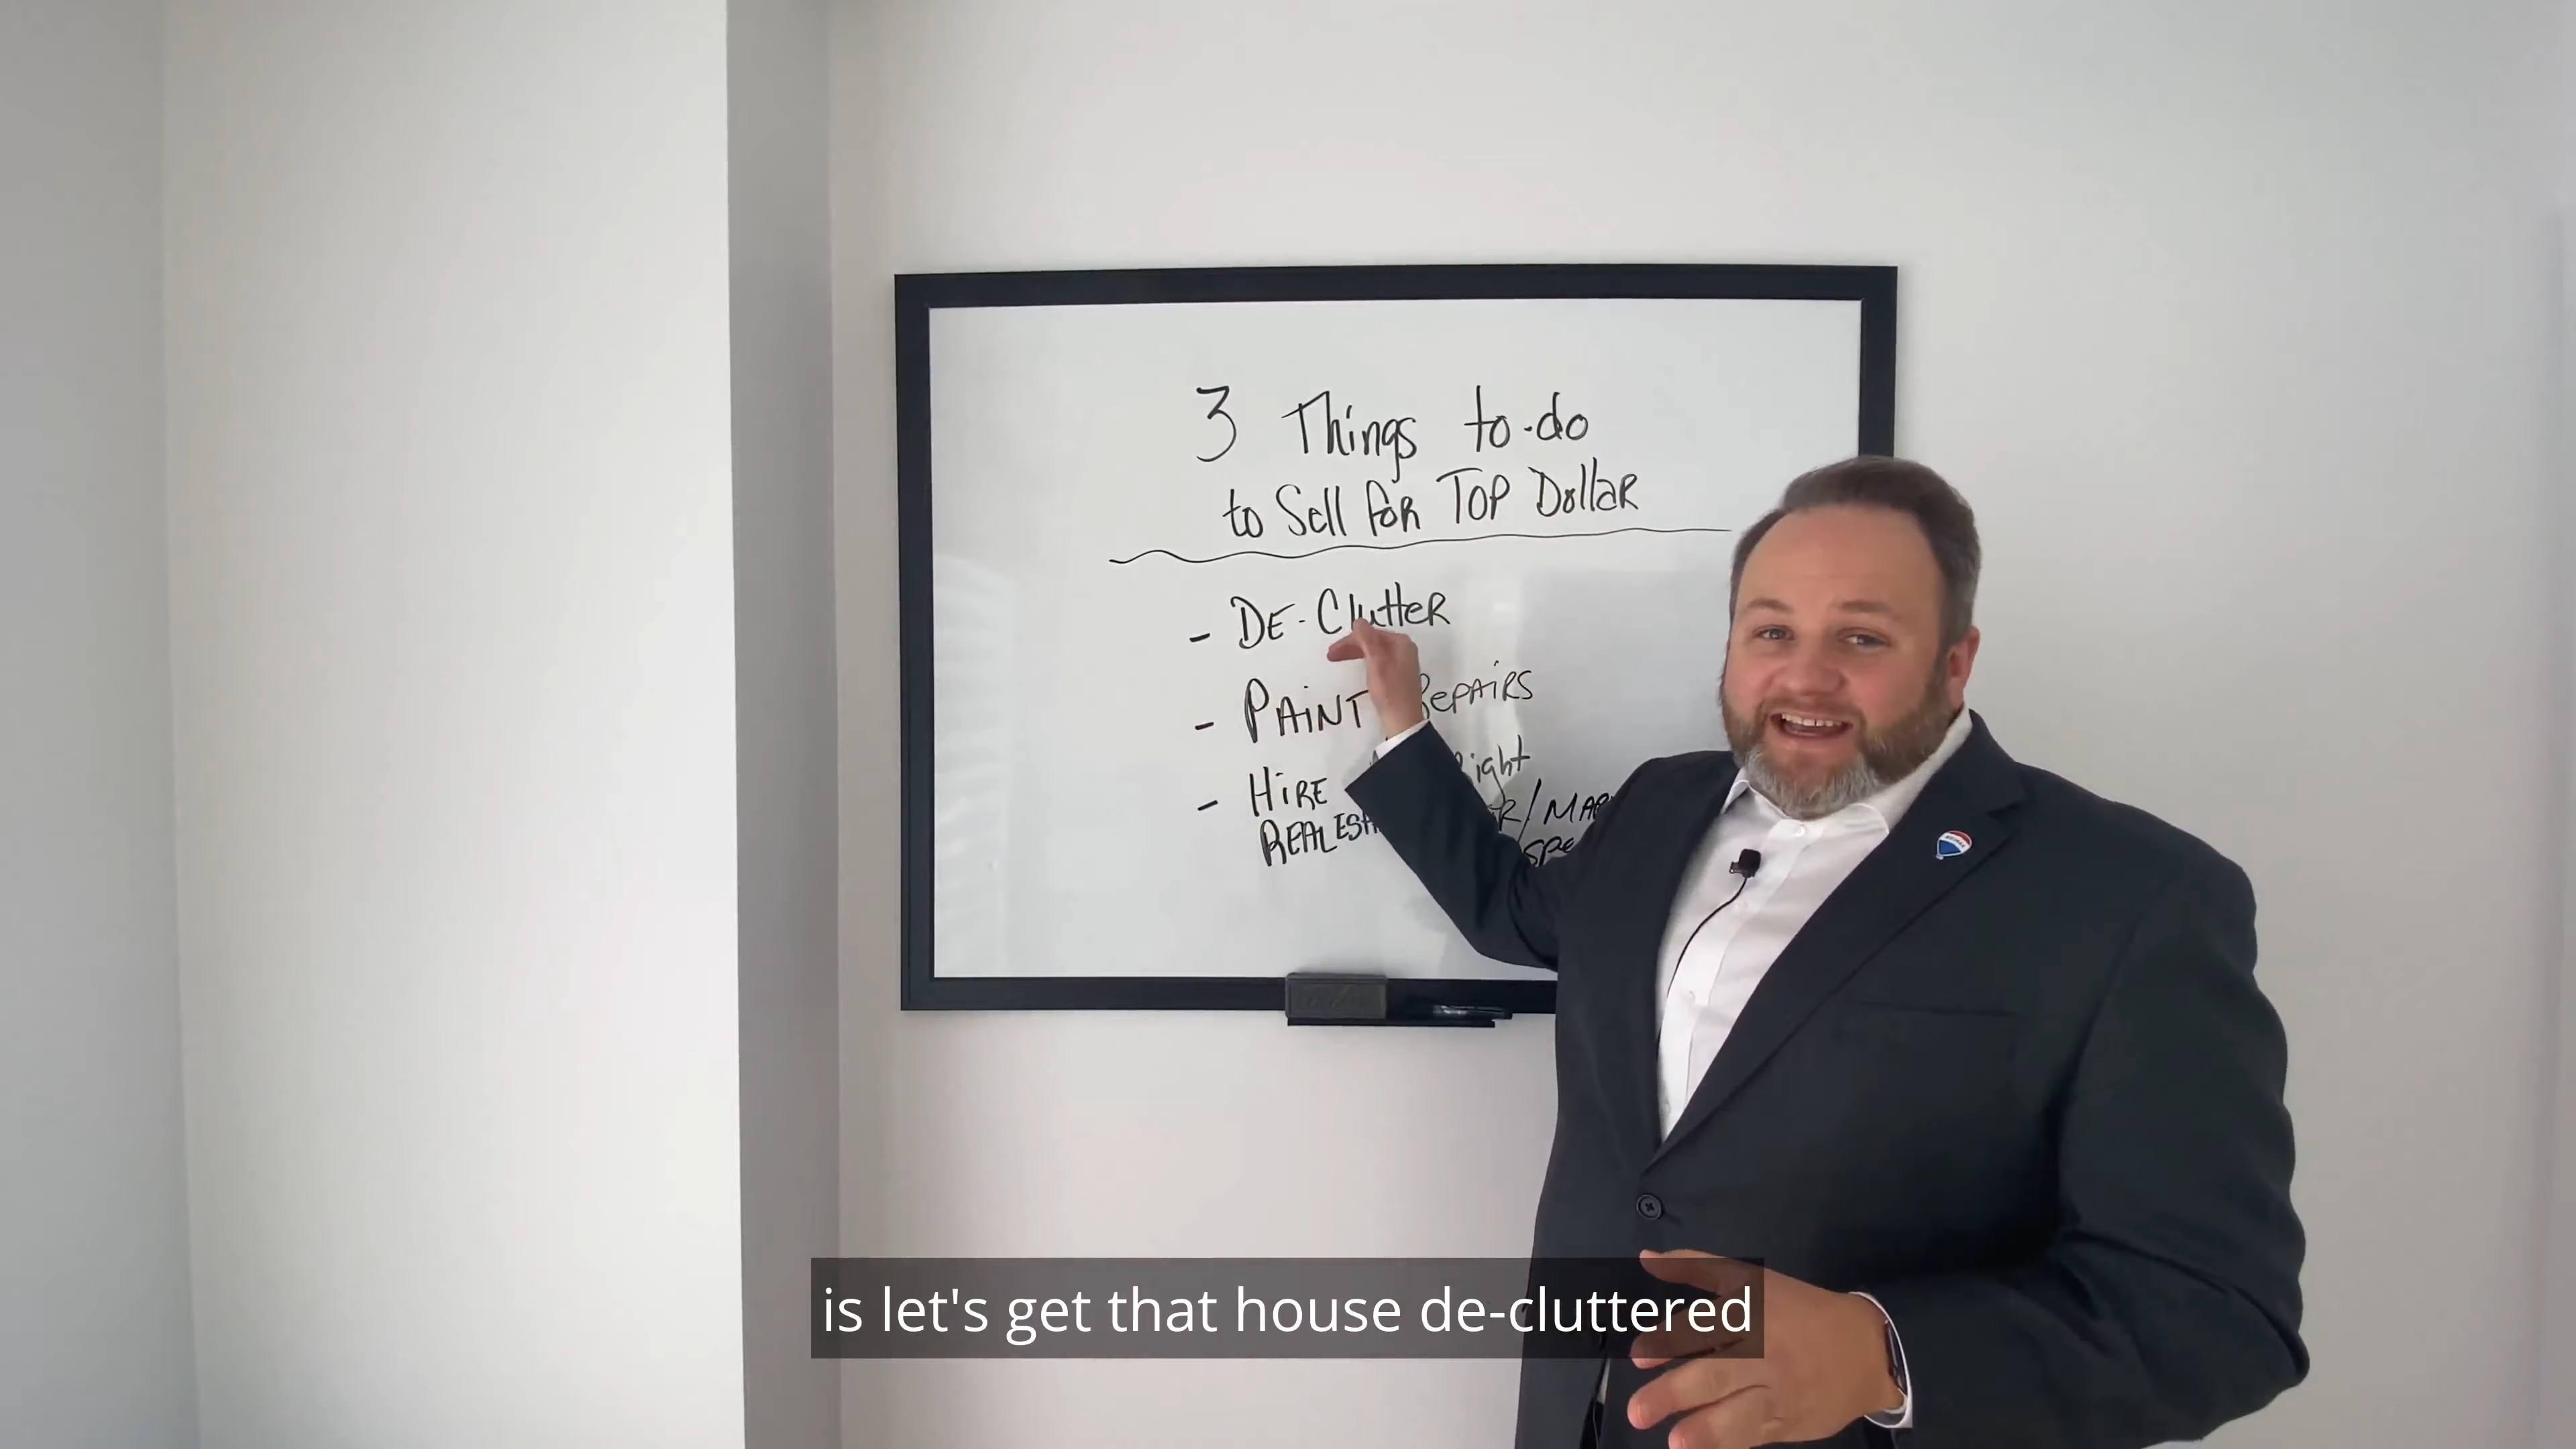 3 Things to-do
to Sell for TOP Dollar
- DE-Clutter
- PAINT Repairs
- HIRE Right
is let's get that house de-cluttered